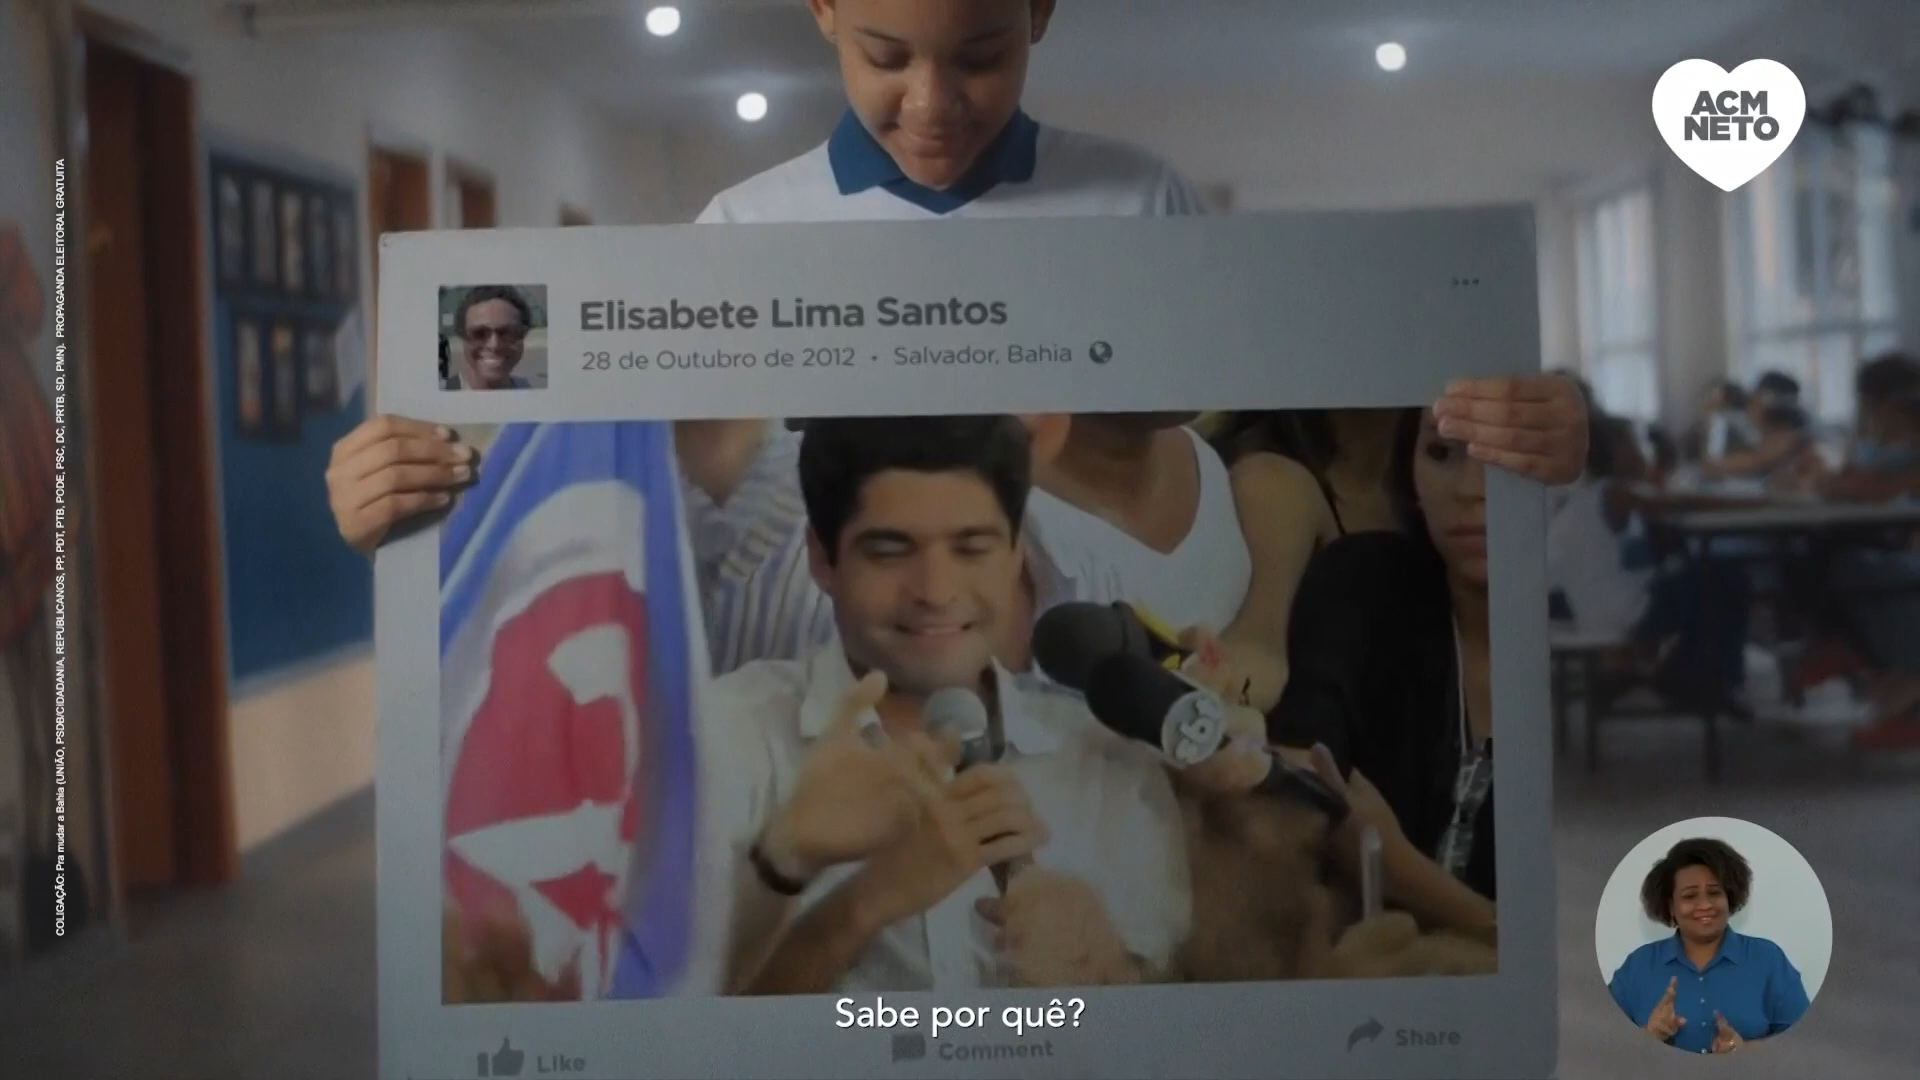 ACM
NETO
COLIGAÇÃO: Pra mudar a Bahia (UNIÃO, PSDB/CIDADANIA, REPUBLICANOS, PP, PDT, PTB, PODE, PSC, DC, PRTB, SD, PMN). PROPAGANDA ELEITORAL GRATUITA
Elisabete Lima Santos
28 de Outubro de 2012 • Salvador, Bahia
sbt
Sabe por quê?
Like
Comment
Share